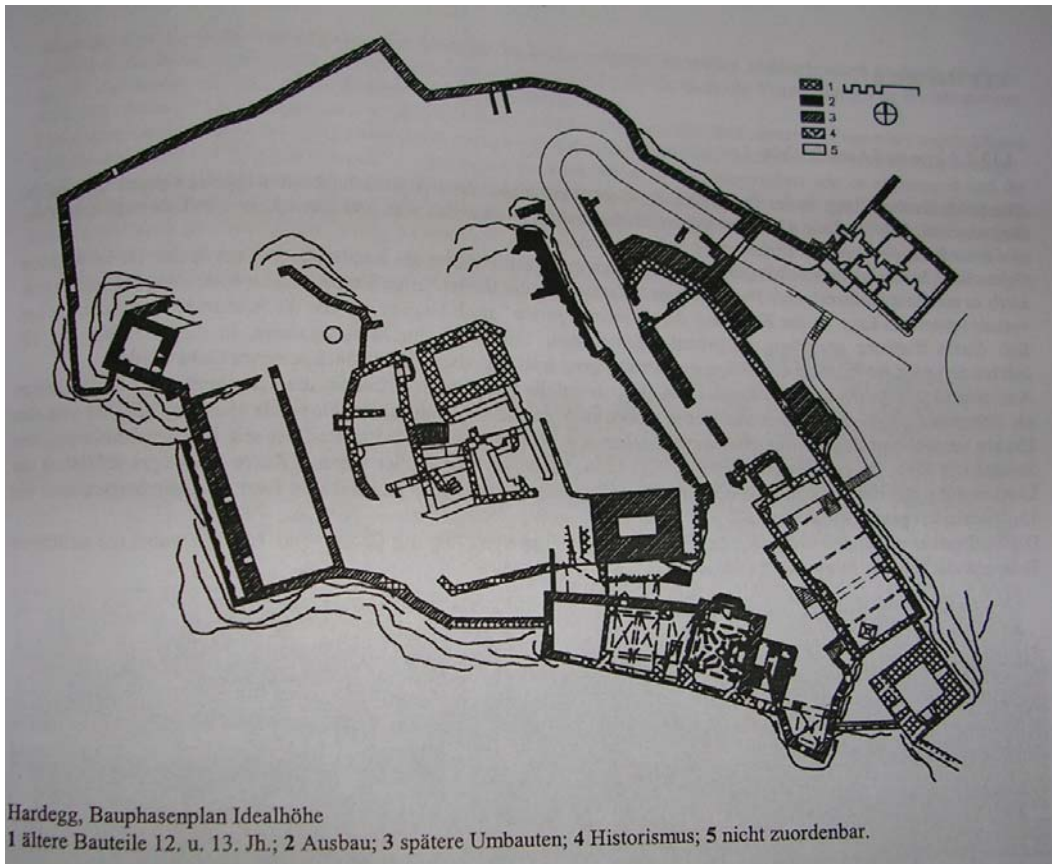 1
2
3
4
5
Hardegg, Bauphasenplan Idealhöhe
1 ältere Bauteile 12. u. 13. Jh.; 2 Ausbau; 3 spätere Umbauten; 4 Historismus; 5 nicht zuordenbar.